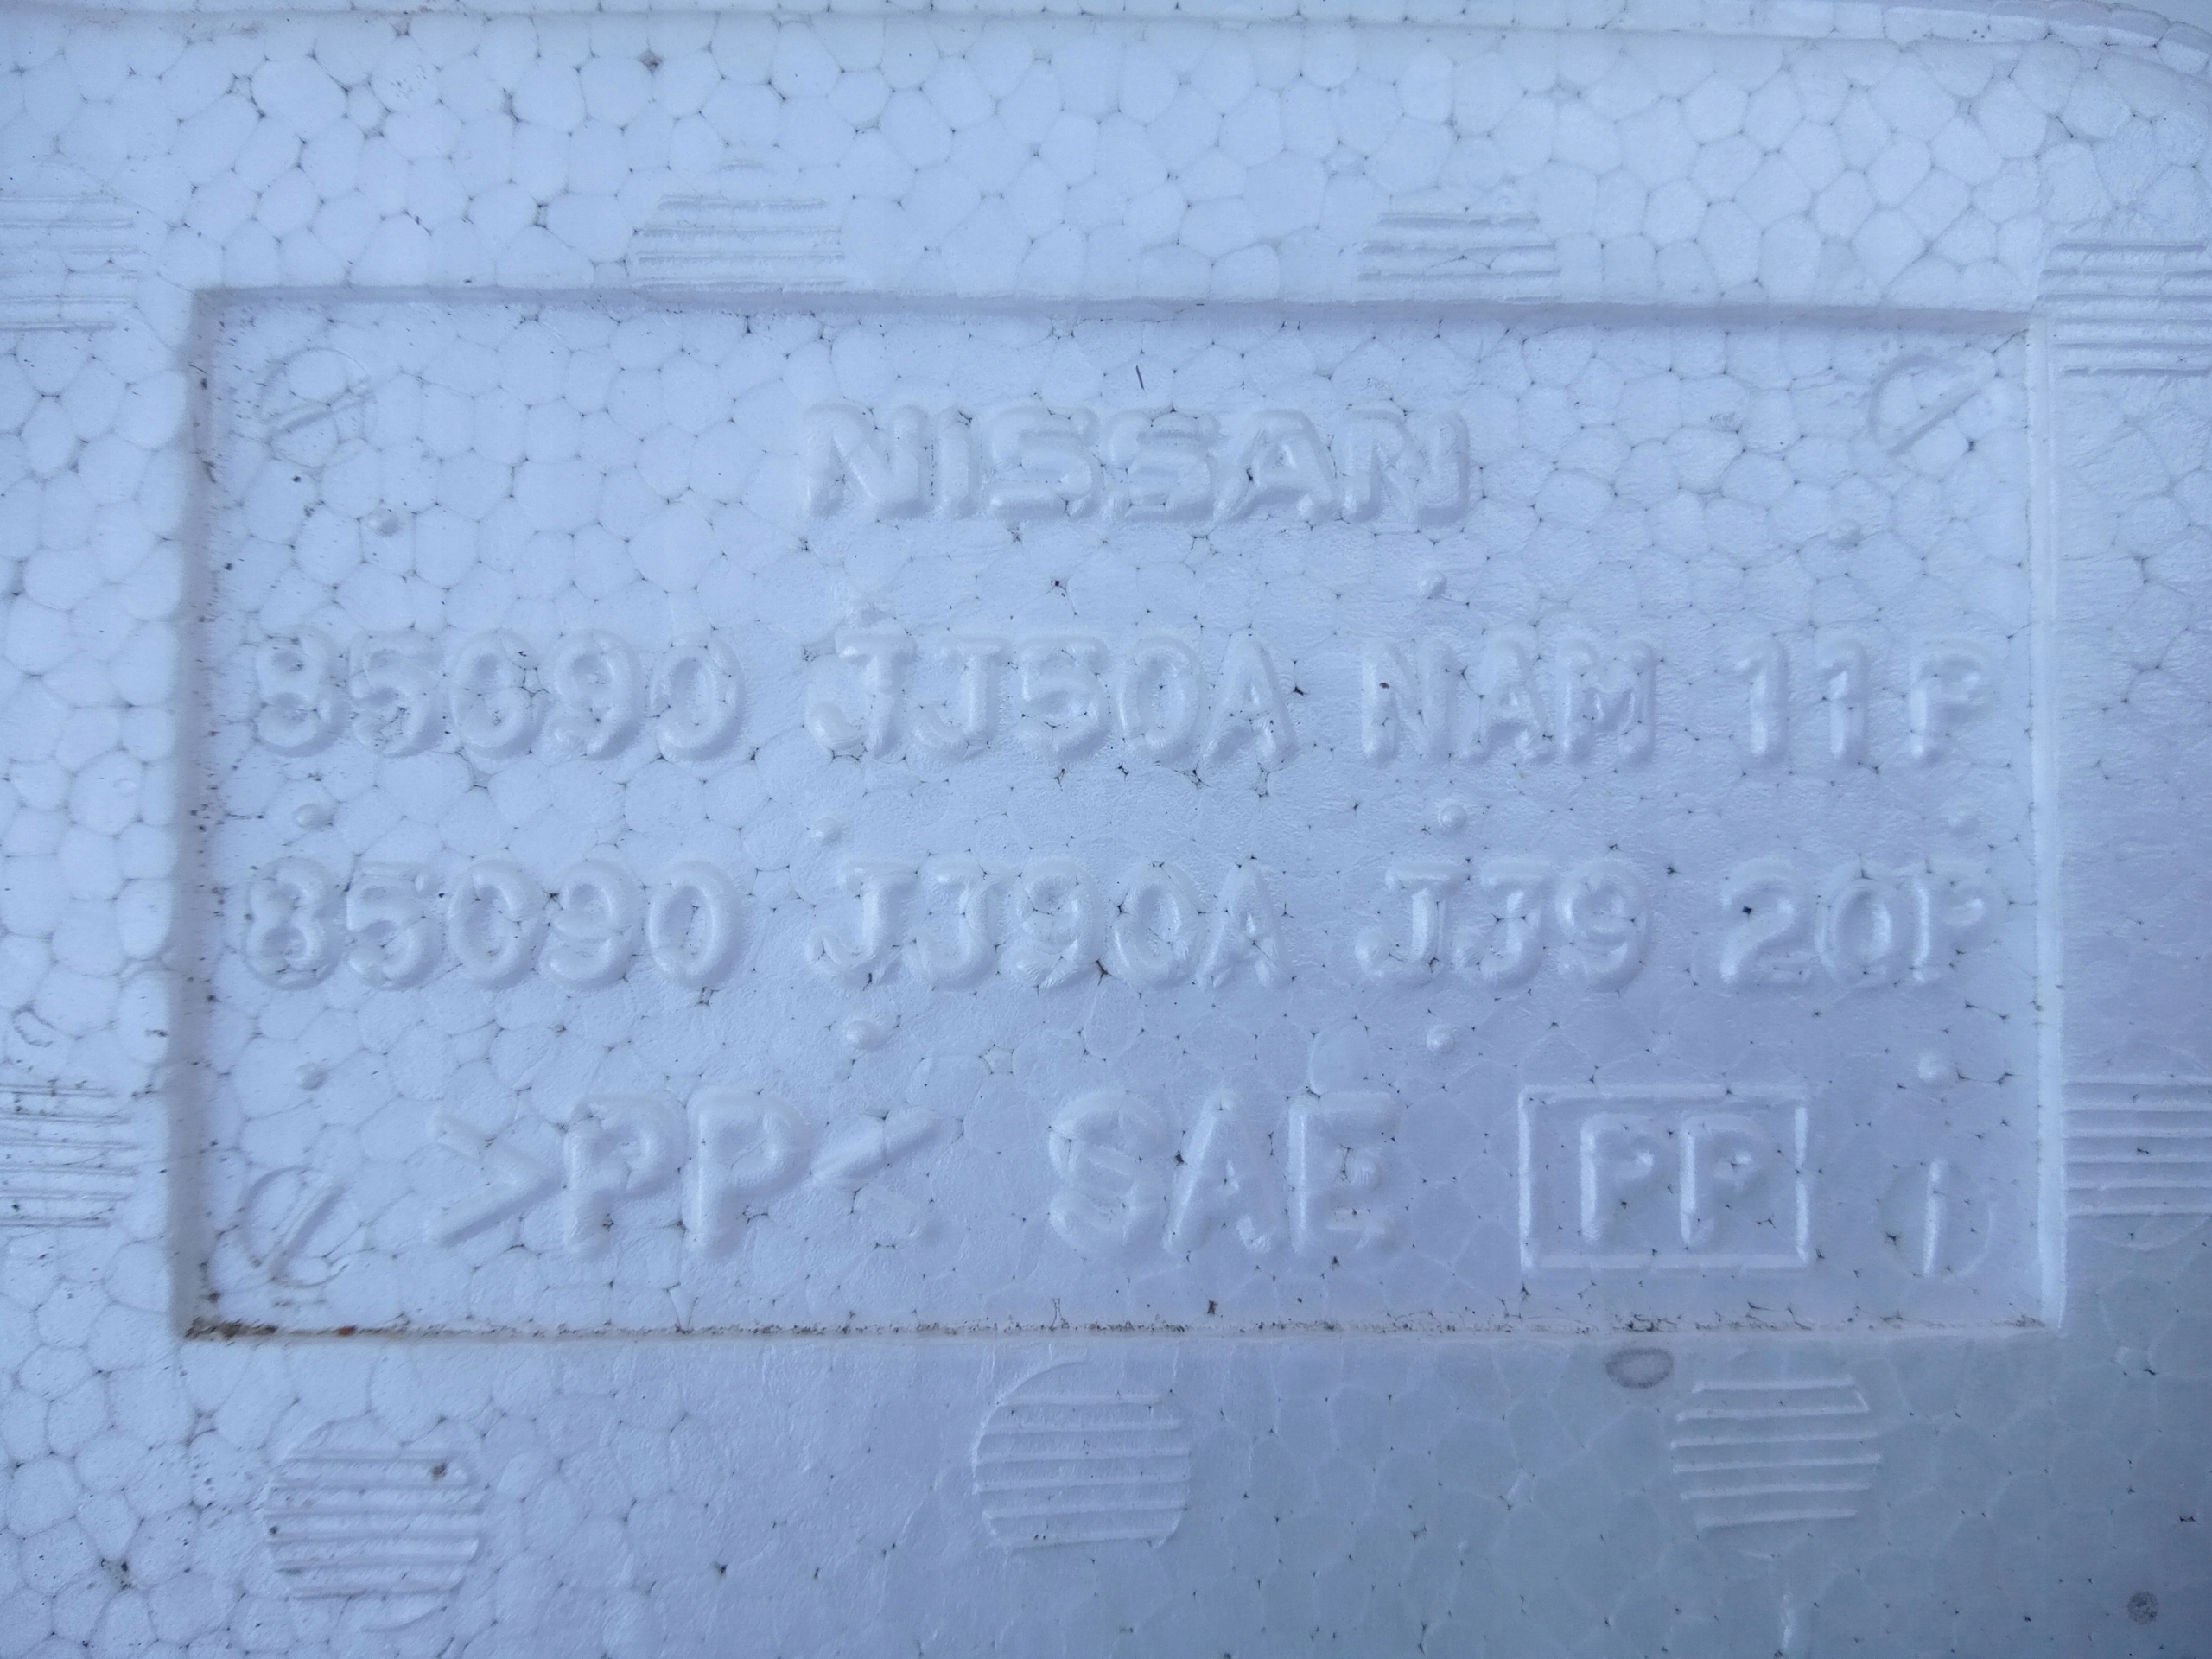 NISSAN
85090 JJ50A NAM 11P
85090 JJ90A JJ9 20P
>PP< SAE PP